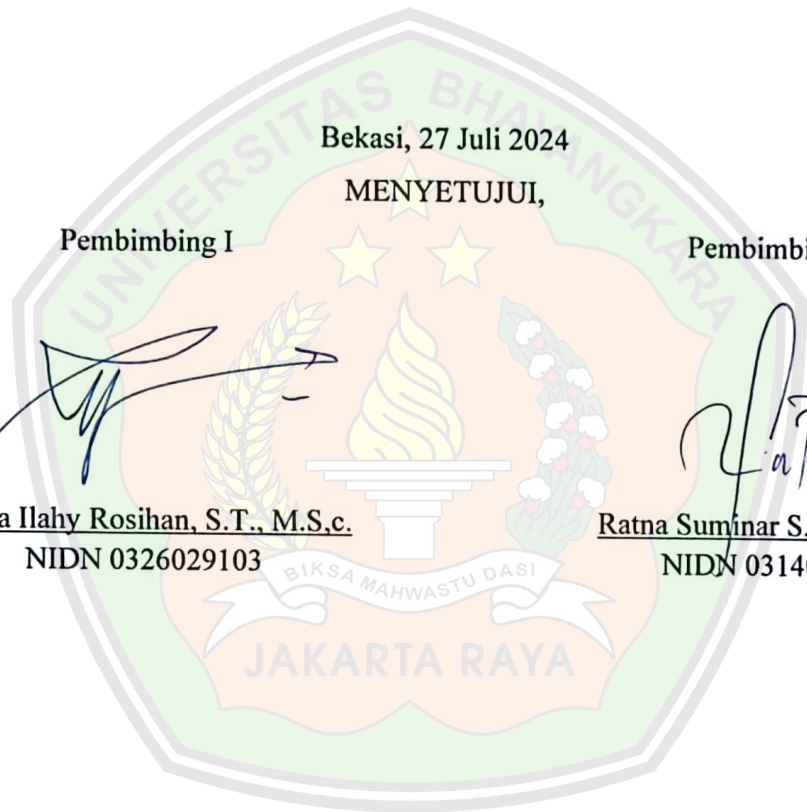 UNIVERSITAS BHAYANGKARA
Bekasi, 27 Juli 2024
MENYETUJUI,
Pembimbing I
Pembimbi
a Ilahy Rosihan, S.T., M.S,c.
Ratna Suminar S.
NIDN 0326029103
NIDN 0314
BIKSA MAHWASTU DASI
JAKARTA RAYA